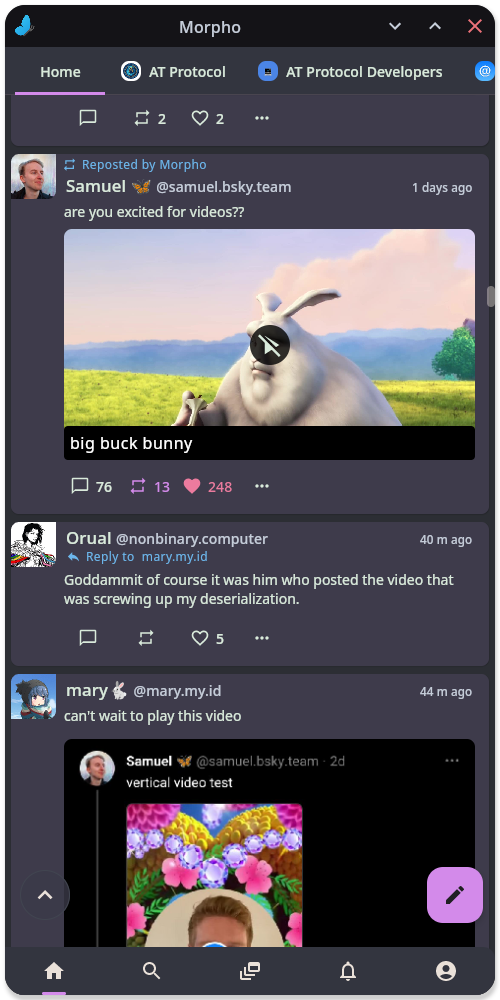 Morpho
Home
AT Protocol
AT Protocol Developers
@
2
2
Reposted by Morpho
Samuel 🦋 @samuel.bsky.team
1 days ago
are you excited for videos??
big buck bunny
76
13
248
Orual @nonbinary.computer
40 m ago
Reply to mary.my.id
Goddammit of course it was him who posted the video that
was screwing up my deserialization.
5
mary 🐇 @mary.my.id
44 m ago
can't wait to play this video
Samuel 🦋 @samuel.bsky.team · 2d
vertical video test